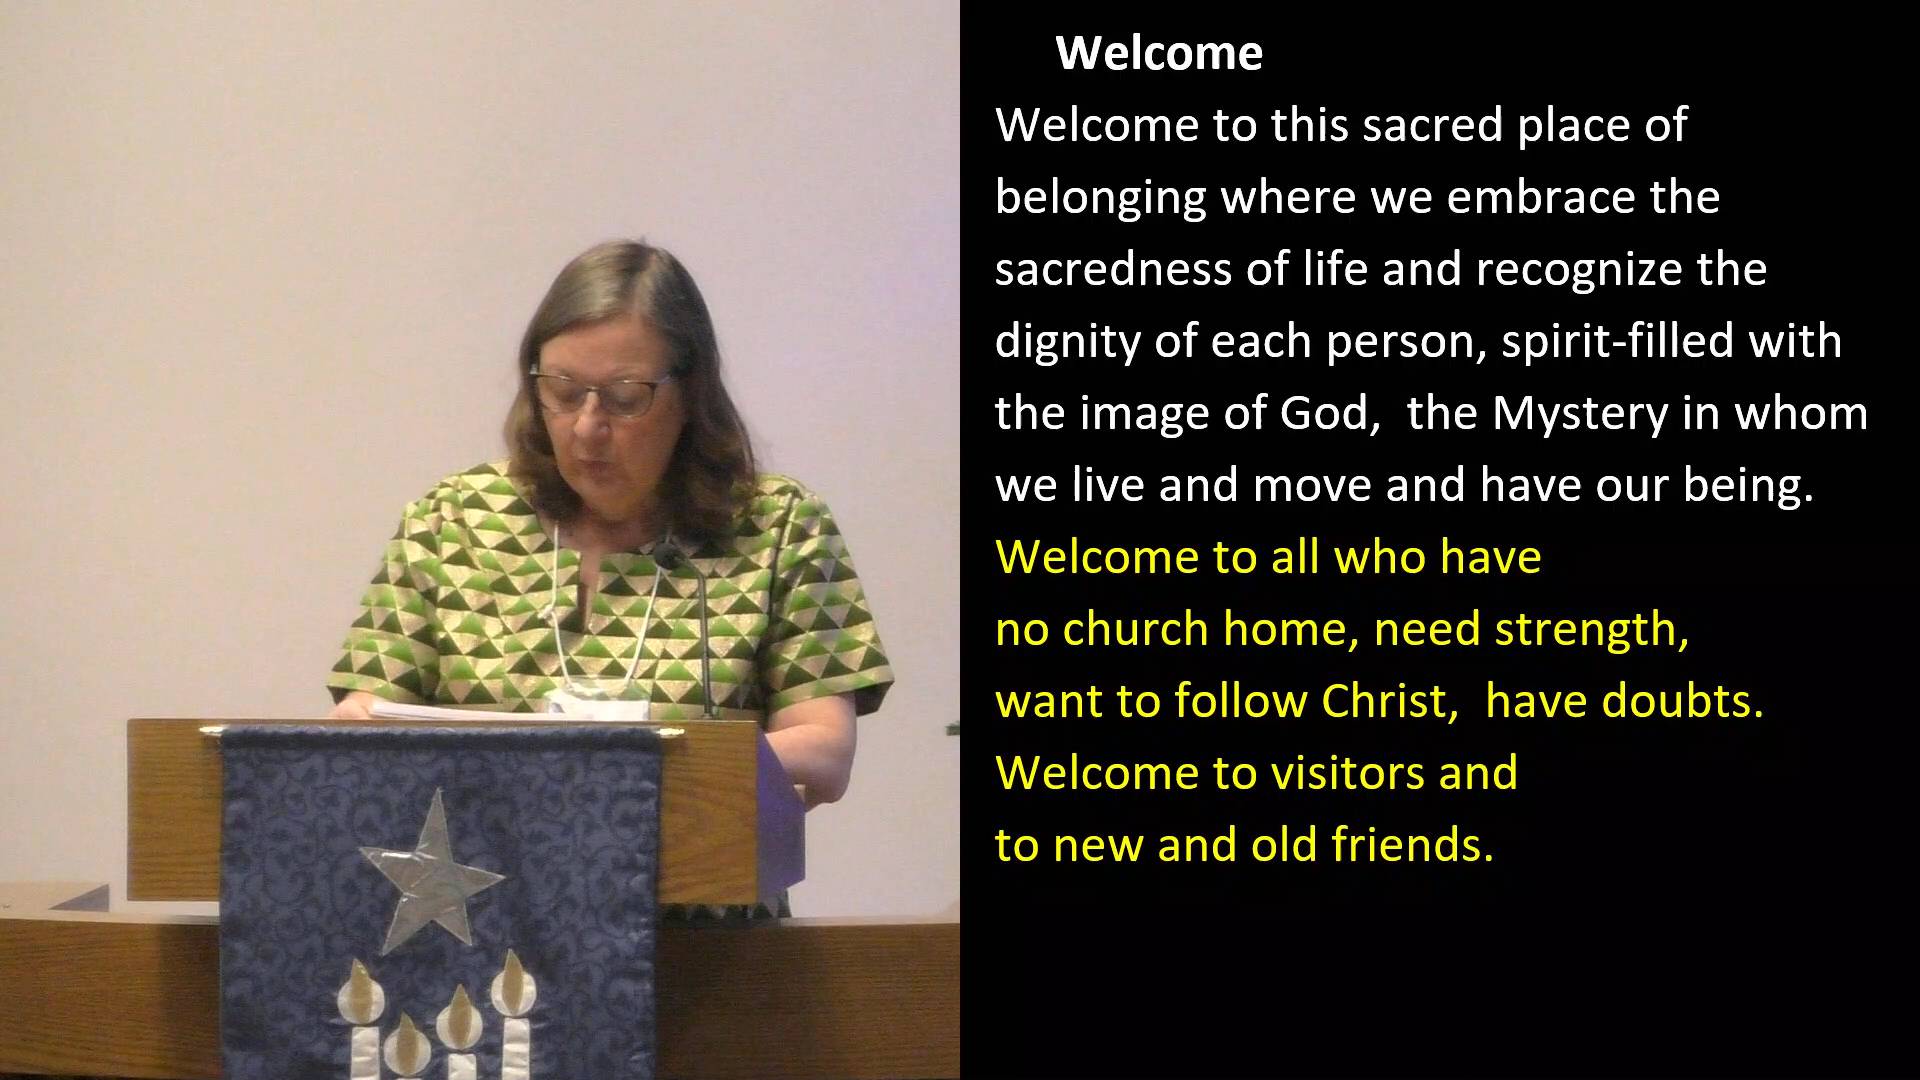 Welcome
Welcome to this sacred place of
belonging where we embrace the
sacredness of life and recognize the
dignity of each person, spirit-filled with
the image of God,  the Mystery in whom
we live and move and have our being.
Welcome to all who have
no church home, need strength,
want to follow Christ,  have doubts.
Welcome to visitors and
to new and old friends.